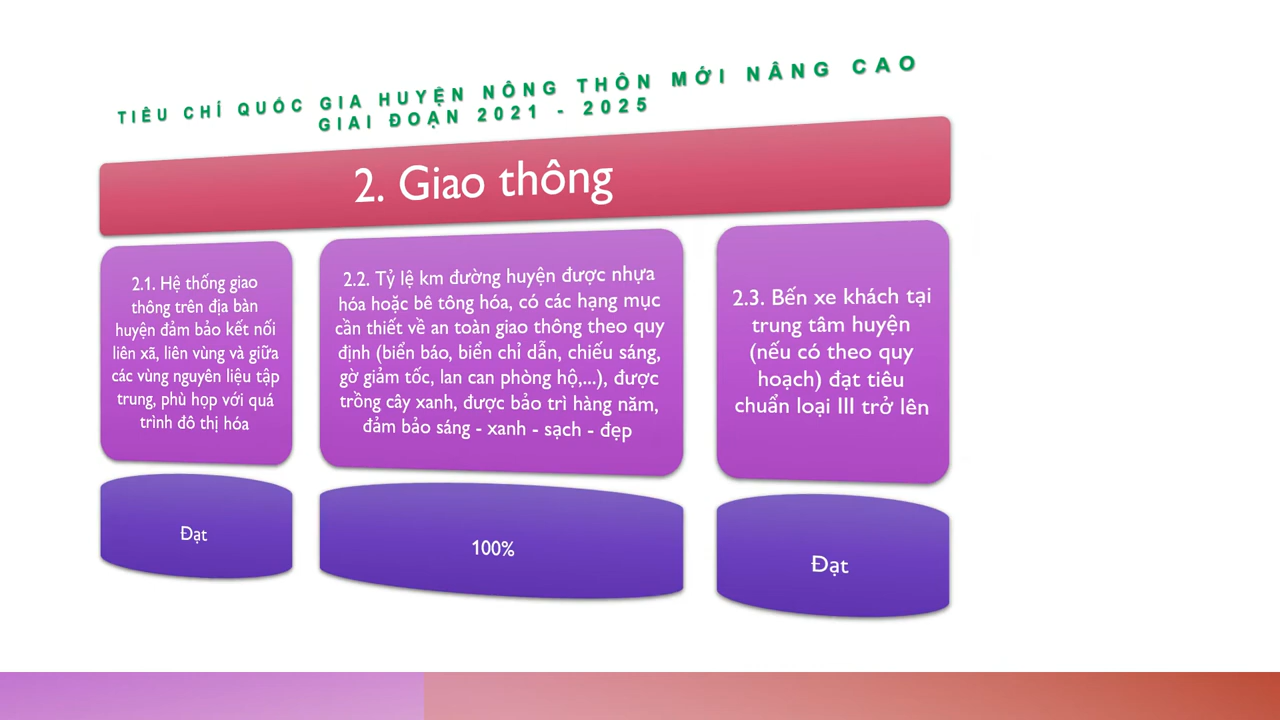 TIÊU CHÍ QUỐC GIA HUYỆN NÔNG THÔN MỚI NÂNG CAO
GIAI ĐOẠN 2021 - 2025
2. Giao thông
2.1. Hệ thống giao
thông trên địa bàn
huyện đảm bảo kết nối
liên xã, liên vùng và giữa
các vùng nguyên liệu tập
trung, phù hợp với quá
trình đô thị hóa
2.2. Tỷ lệ km đường huyện được nhựa
hóa hoặc bê tông hóa, có các hạng mục
cần thiết về an toàn giao thông theo quy
định (biển báo, biển chỉ dẫn, chiếu sáng,
gờ giảm tốc, lan can phòng hộ,...), được
trồng cây xanh, được bảo trì hàng năm,
đảm bảo sáng - xanh - sạch - đẹp
2.3. Bến xe khách tại
trung tâm huyện
(nếu có theo quy
hoạch) đạt tiêu
chuẩn loại III trở lên
Đạt
100%
Đạt